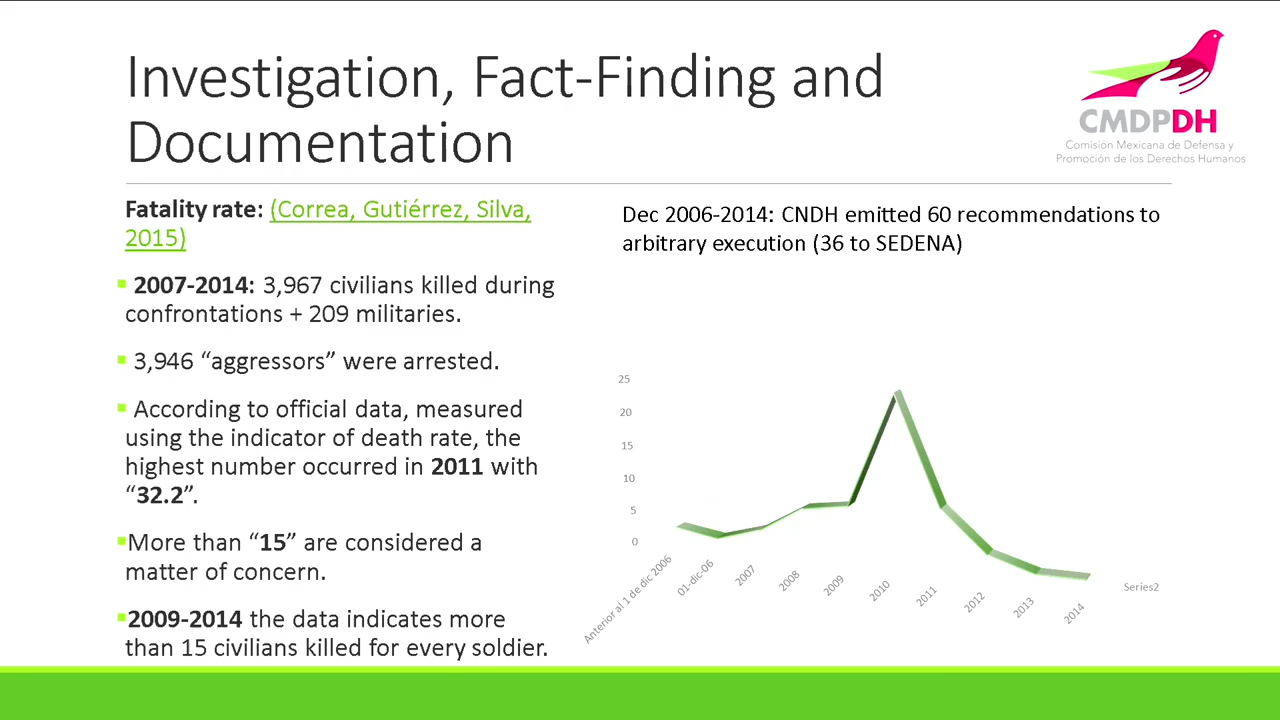 Investigation, Fact-Finding and
Documentation
CMDPDH
Comisión Mexicana de Defensa y
Promoción de los Derechos Humanos
Fatality rate: (Correa, Gutiérrez, Silva,
2015)
2007-2014: 3,967 civilians killed during
confrontations + 209 militaries.
3,946 “aggressors” were arrested.
According to official data, measured
using the indicator of death rate, the
highest number occurred in 2011 with
“32.2”.
More than “15” are considered a
matter of concern.
2009-2014 the data indicates more
than 15 civilians killed for every soldier.
Dec 2006-2014: CNDH emitted 60 recommendations to
arbitrary execution (36 to SEDENA)
25
20
15
10
5
0
Anterior al 1 de dic 2006
01-dic-06
2007
2008
2009
2010
2011
2012
2013
2014
Series2